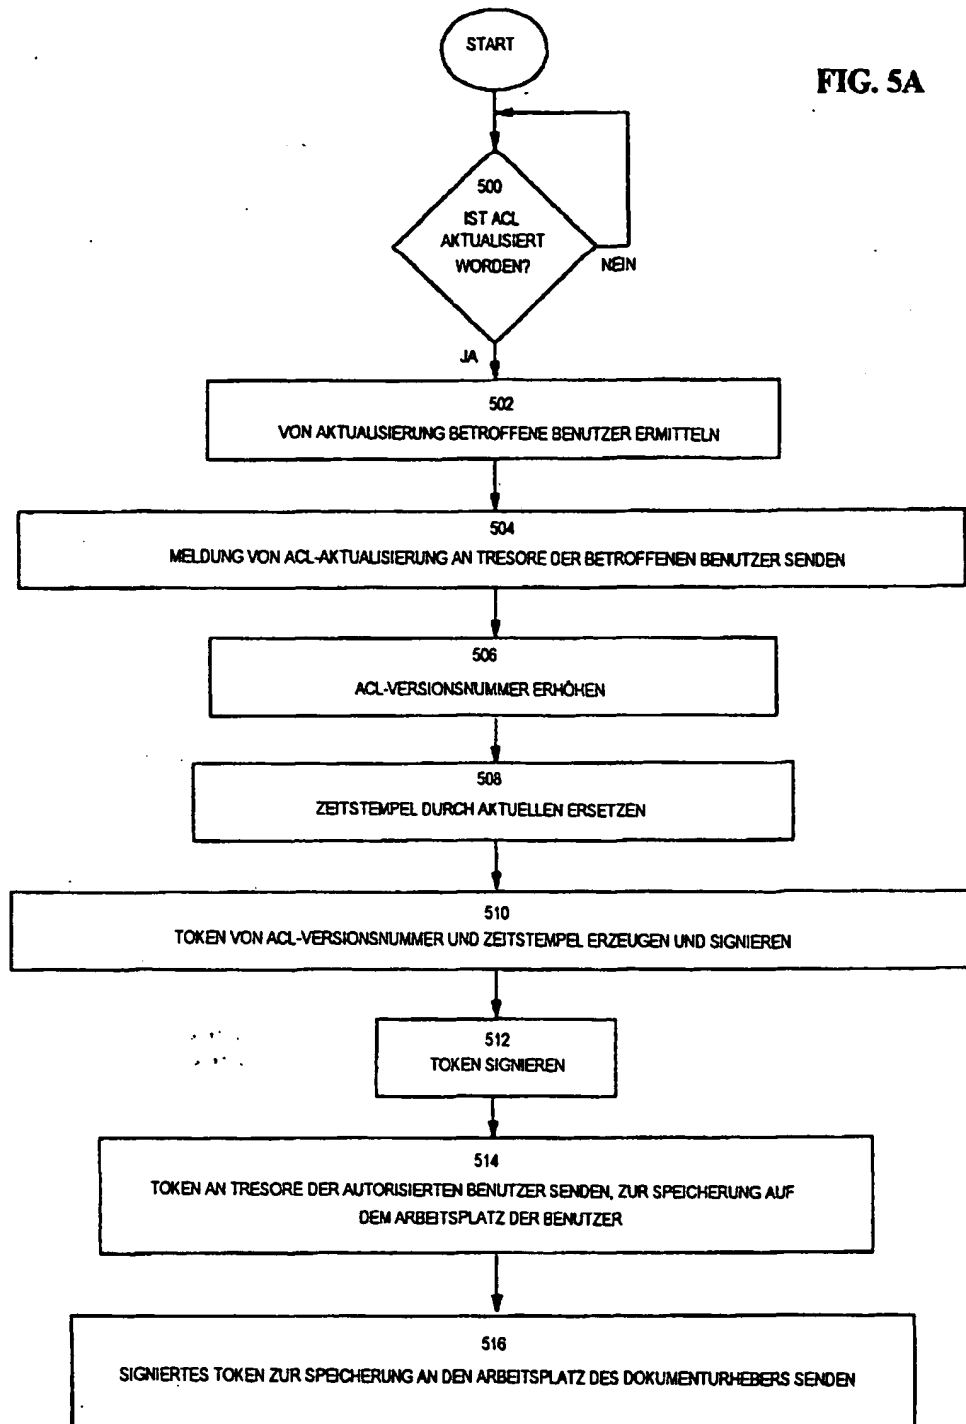 START
FIG. 5A
500
IST ACL
AKTUALISIERT
WORDEN?
NEIN
JA
502
VON AKTUALISIERUNG BETROFFENE BENUTZER ERMITTELN
504
MELDUNG VON ACL-AKTUALISIERUNG AN TRESORE DER BETROFFENEN BENUTZER SENDEN
506
ACL-VERSIONSNUMMER ERHÖHEN
508
ZEITSTEMPEL DURCH AKTUELLEN ERSETZEN
510
TOKEN VON ACL-VERSIONSNUMMER UND ZEITSTEMPEL ERZEUGEN UND SIGNIEREN
512
TOKEN SIGNIEREN
514
TOKEN AN TRESORE DER AUTORISIERTEN BENUTZER SENDEN, ZUR SPEICHERUNG AUF
DEM ARBEITSPLATZ DER BENUTZER
516
SIGNIERTES TOKEN ZUR SPEICHERUNG AN DEN ARBEITSPLATZ DES DOKUMENTURHEBERS SENDEN